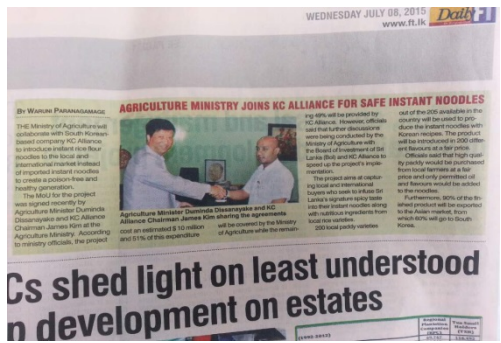 WEDNESDAY JULY 08, 2015
www.ft.lk
Daily FT
AGRICULTURE MINISTRY JOINS KC ALLIANCE FOR SAFE INSTANT NOODLES
BY WARUNI PARANAGAMAGE
THE Ministry of Agriculture will
collaborate with South Korean-
based company KC Alliance
to introduce instant rice flour
noodles to the local and
international market instead
of imported instant noodles
to create a poison-free and
healthy generation.
The MoU for the project
was signed recently by
Agriculture Minister Duminda
Dissanayake and KC Alliance
Chairman James Kim at the
Agriculture Ministry. According
to ministry officials, the project
Agriculture Minister Duminda Dissanayake and KC
Alliance Chairman James Kim sharing the agreements
cost an estimated $ 10 million
and 51% of this expenditure
will be covered by the Ministry
of Agriculture while the remain-
ing 49% will be provided by
KC Alliance. However, officials
said that further discussions
were being conducted by the
Ministry of Agriculture with
the Board of Investment of Sri
Lanka (BoI) and KC Alliance to
speed up the project's imple-
mentation.
The project aims at captur-
ing local and international
buyers who seek to infuse Sri
Lanka's signature spicy taste
into their instant noodles along
with nutritious ingredients from
local rice varieties.
200 local paddy varieties
out of the 205 available in the
country will be used to pro-
duce the instant noodles with
Korean recipes. The product
will be introduced in 200 differ-
ent flavours at a fair price.
Officials said that high qual-
ity paddy would be purchased
from local farmers at a fair
price and only permitted oil
and flavours would be added
to the noodles.
Furthermore, 90% of the fin-
ished product will be exported
to the Asian market, from
which 60% will go to South
Korea.
Cs shed light on least understood
n development on estates
Regional
Plantation
Companies